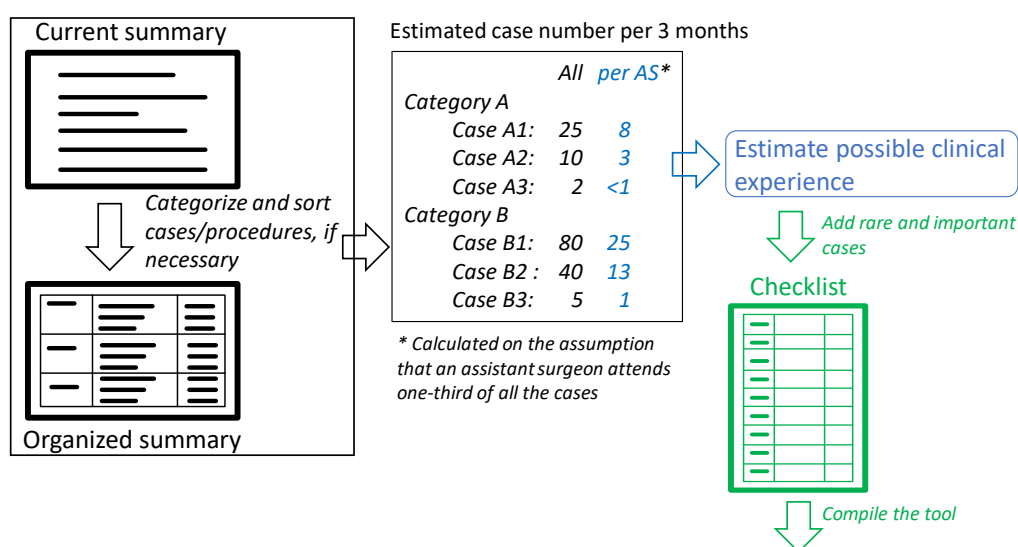 Current summary
Categorize and sort
cases/procedures, if
necessary
Organized summary
Estimated case number per 3 months
All per AS*
Category A
Case A1: 25 8
Case A2: 10 3
Case A3: 2 <1
Category B
Case B1: 80 25
Case B2 : 40 13
Case B3: 5 1
* Calculated on the assumption
that an assistant surgeon attends
one-third of all the cases
Estimate possible clinical
experience
Add rare and important
cases
Checklist
Compile the tool